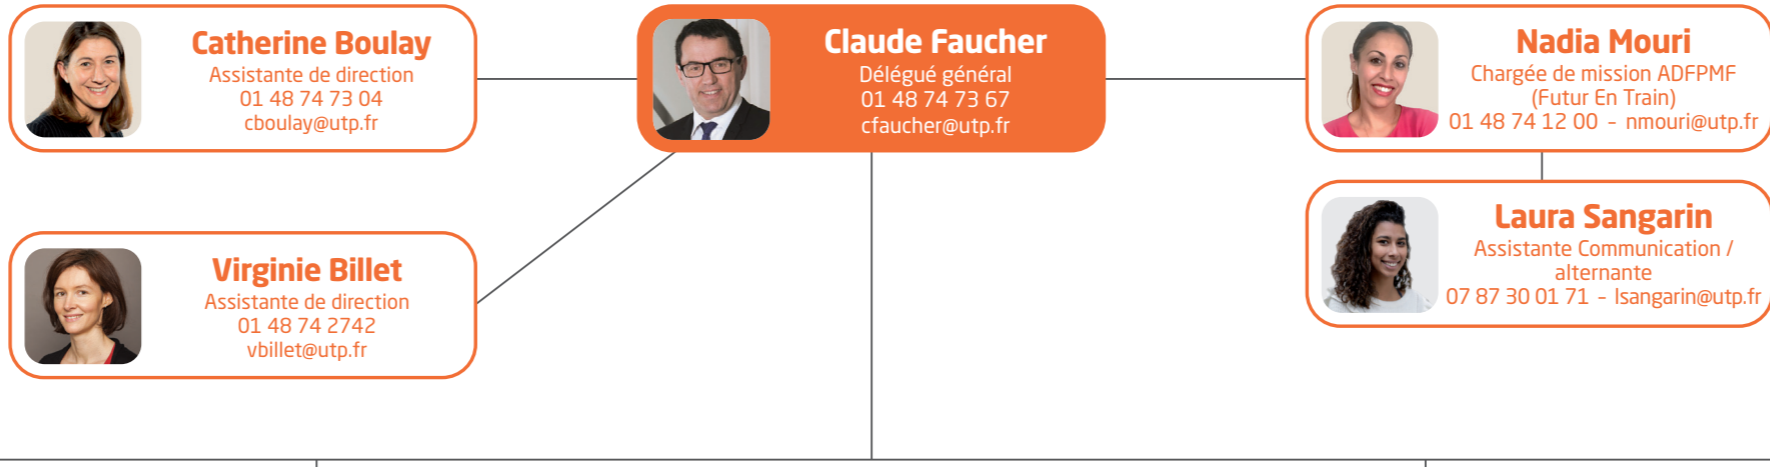 Catherine Boulay
Assistante de direction
01 48 74 73 04
cboulay@utp.fr
Claude Faucher
Délégué général
01 48 74 73 67
cfaucher@utp.fr
Nadia Mouri
Chargée de mission ADFPMF
(Futur En Train)
01 48 74 12 00 - nmouri@utp.fr
Virginie Billet
Assistante de direction
01 48 74 2742
vbillet@utp.fr
Laura Sangarin
Assistante Communication /
alternante
07 87 30 01 71 - lsangarin@utp.fr